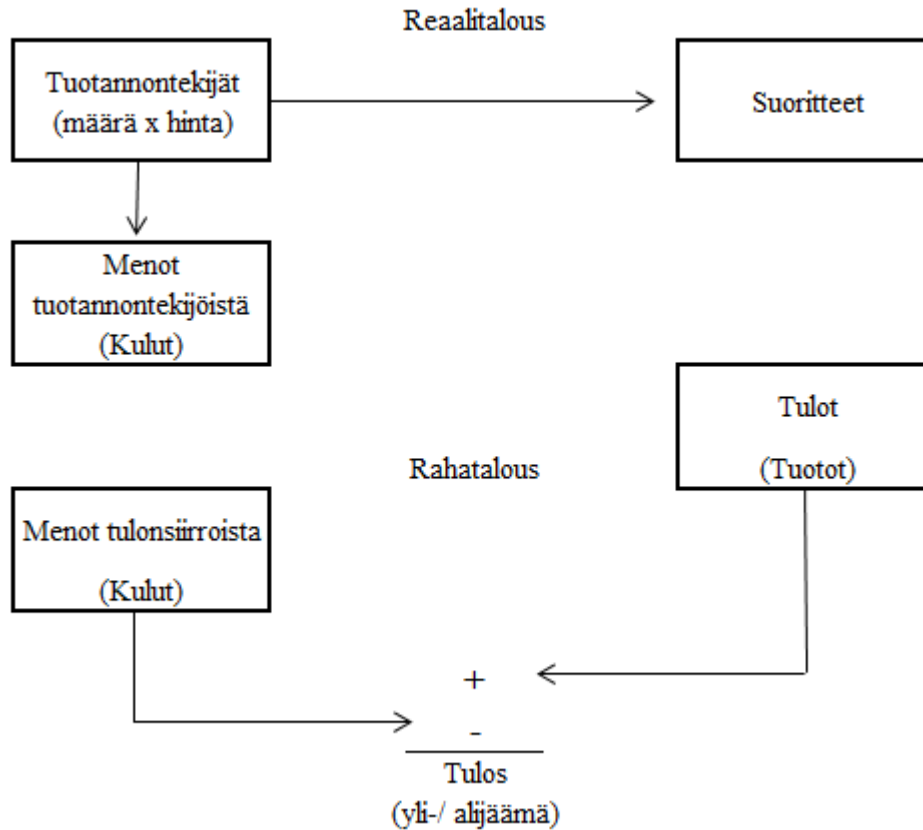 Reaalitalous
Tuotannontekijät
(määrä x hinta)
Suoritteet
Menot
tuotannontekijöistä
(Kulut)
Tulot
(Tuotot)
Rahatalous
Menot tulonsiirroista
(Kulut)
+
-
Tulos
(yli-/ alijäämä)